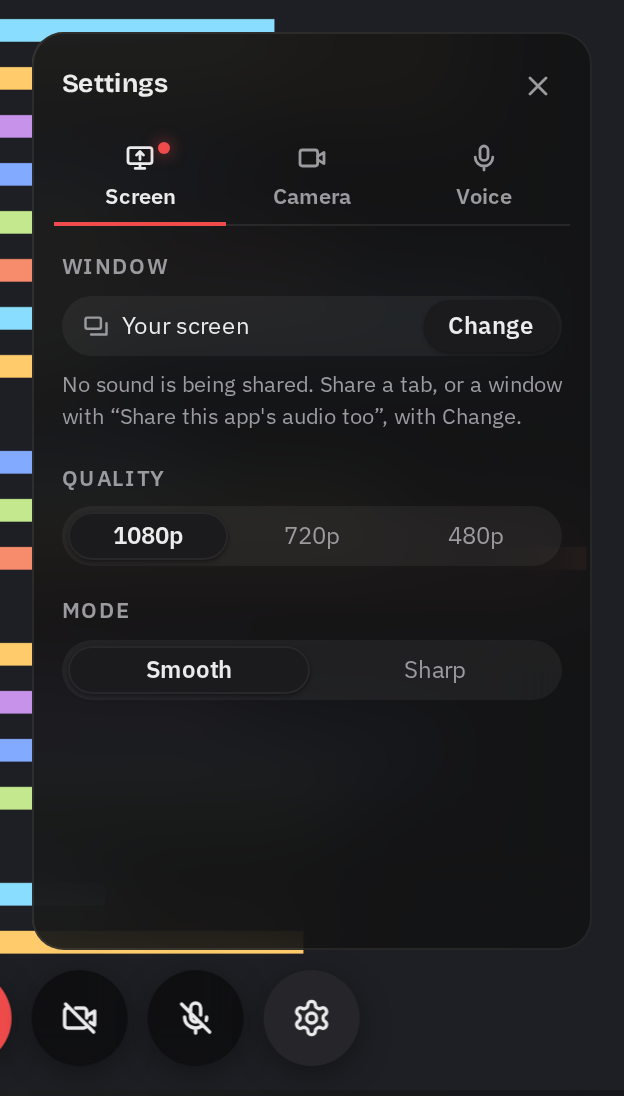 Settings
Screen
Camera
Voice
WINDOW
Your screen
Change
No sound is being shared. Share a tab, or a window
with “Share this app's audio too”, with Change.
QUALITY
1080p
720p
480p
MODE
Smooth
Sharp